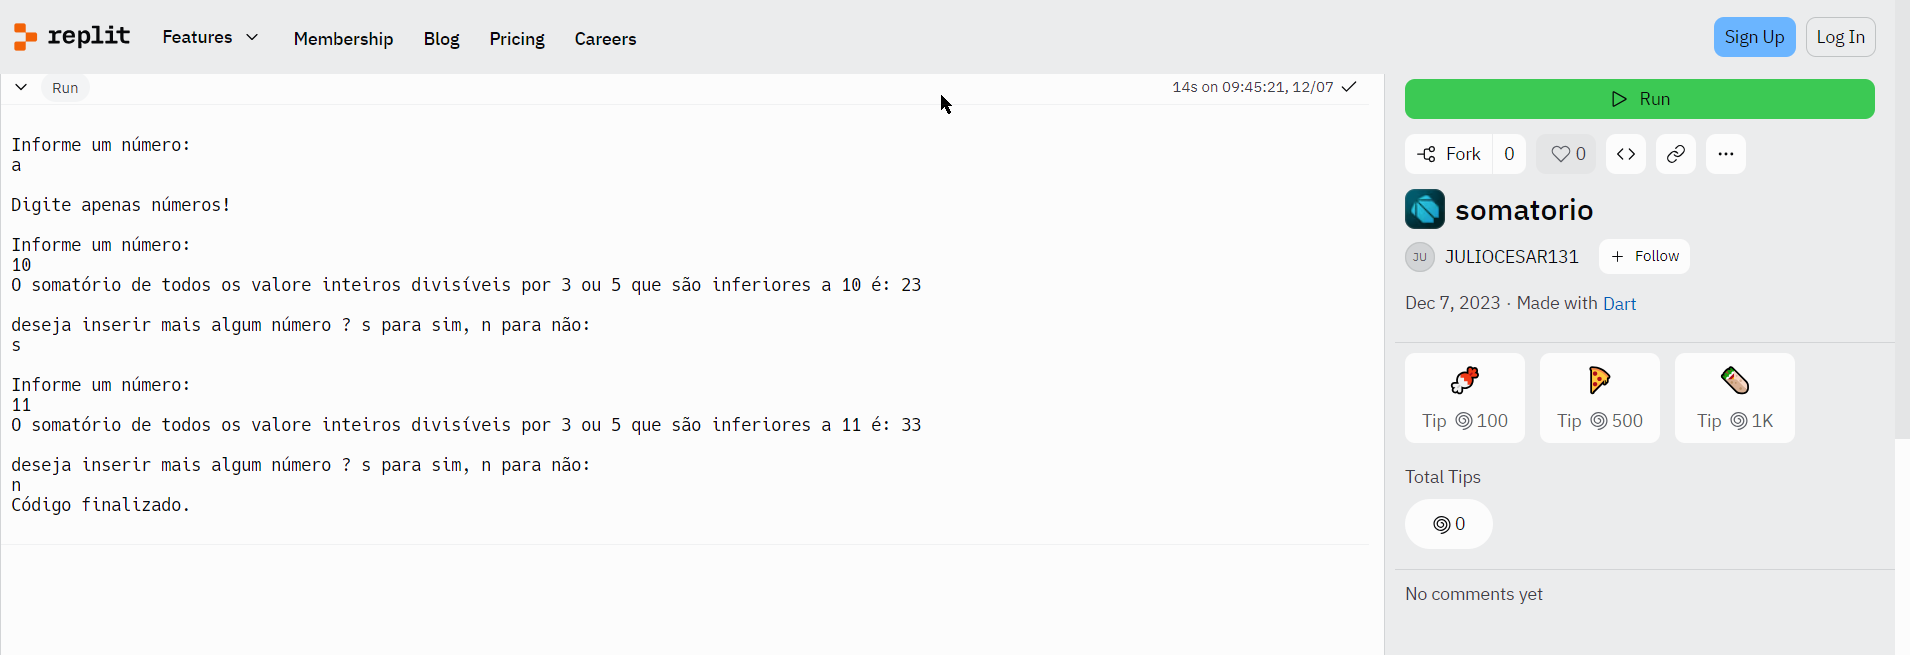 replit Features Membership Blog Pricing Careers Sign Up Log In
Run 14s on 09:45:21, 12/07
Informe um número:
a
Digite apenas números!
Informe um número:
10
O somatório de todos os valore inteiros divisíveis por 3 ou 5 que são inferiores a 10 é: 23
deseja inserir mais algum número ? s para sim, n para não:
s
Informe um número:
11
O somatório de todos os valore inteiros divisíveis por 3 ou 5 que são inferiores a 11 é: 33
deseja inserir mais algum número ? s para sim, n para não:
n
Código finalizado.
Run
Fork 0 0
somatorio
JU JULIOCESAR131 + Follow
Dec 7, 2023 · Made with Dart
Tip 100 Tip 500 Tip 1K
Total Tips
0
No comments yet